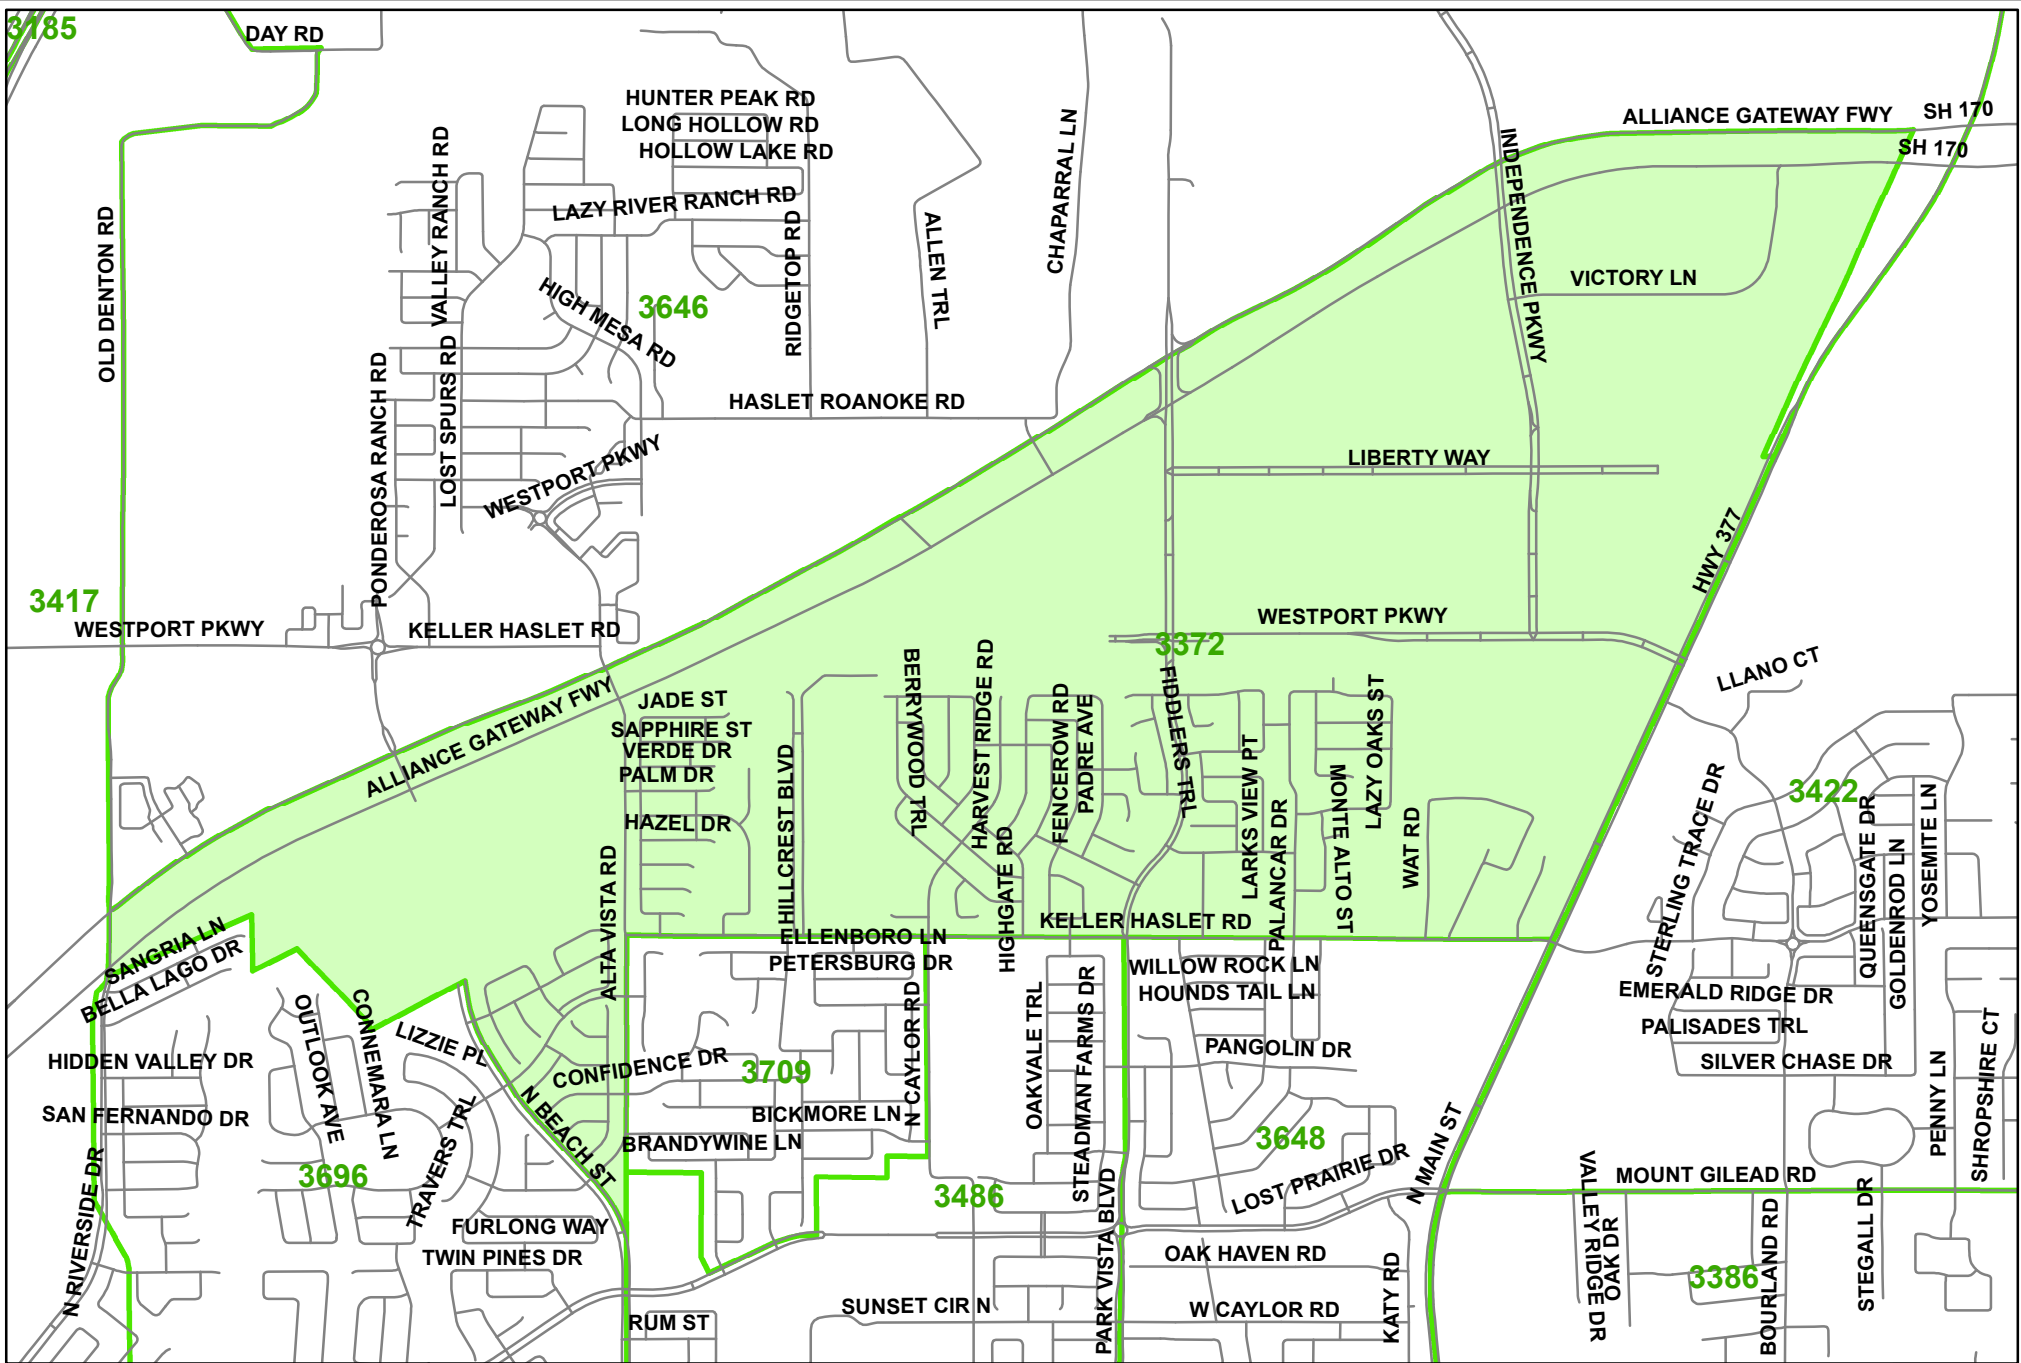 3185
DAY RD
HUNTER PEAK RD
LONG HOLLOW RD
HOLLOW LAKE RD
LAZY RIVER RANCH RD
VALLEY RANCH RD
OLD DENTON RD
RIDGETOP RD
ALLEN TRL
CHAPARRAL LN
INDEPENDENCE PKWY
ALLIANCE GATEWAY FWY
SH 170
SH 170
VICTORY LN
HIGH MESA RD
3646
LOST SPURS RD
PONDEROSA RANCH RD
HASLET ROANOKE RD
WESTPORT PKWY
LIBERTY WAY
HWY 377
3417
WESTPORT PKWY
KELLER HASLET RD
WESTPORT PKWY
3372
ALLIANCE GATEWAY FWY
JADE ST
SAPPHIRE ST
VERDE DR
PALM DR
HAZEL DR
HILLCREST BLVD
BERRYWOOD TRL
HARVEST RIDGE RD
HIGHGATE RD
FENCEROW RD
PADRE AVE
FIDDLERS TRL
LARKS VIEW PT
PALANCAR DR
MONTE ALTO ST
LAZY OAKS ST
WAT RD
LLANO CT
3422
STERLING TRACE DR
QUEENSGATE DR
GOLDENROD LN
YOSEMITE LN
ALTA VISTA RD
KELLER HASLET RD
SANGRIA LN
BELLA LAGO DR
ELLENBORO LN
PETERSBURG DR
WILLOW ROCK LN
HOUNDS TAIL LN
EMERALD RIDGE DR
PALISADES TRL
SILVER CHASE DR
OUTLOOK AVE
CONNEMARA LN
LIZZIE PL
HIDDEN VALLEY DR
SAN FERNANDO DR
CONFIDENCE DR
3709
N CAYLOR RD
OAKVALE TRL
STEADMAN FARMS DR
PANGOLIN DR
BICKMORE LN
BRANDYWINE LN
N BEACH ST
TRAVERS TRL
3696
3648
LOST PRAIRIE DR
N MAIN ST
PENNY LN
SHROPSHIRE CT
MOUNT GILEAD RD
N RIVERSIDE DR
FURLONG WAY
TWIN PINES DR
3486
PARK VISTA BLVD
OAK HAVEN RD
VALLEY RIDGE DR
OAK DR
3386
BOURLAND RD
STEGALL DR
RUM ST
SUNSET CIR N
W CAYLOR RD
KATY RD